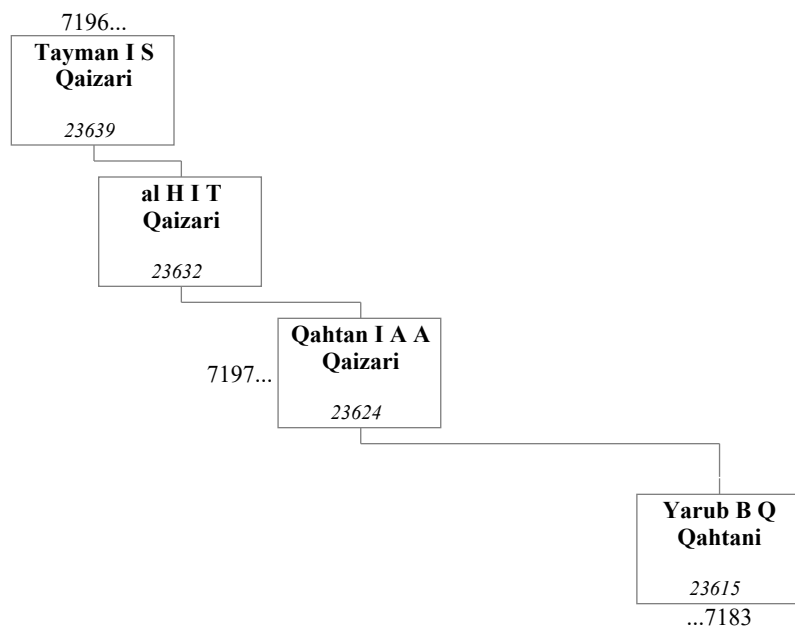 7196...
Tayman I S
Qaizari
23639
al H I T
Qaizari
23632
Qahtan I A A
Qaizari
7197...
23624
Yarub B Q
Qahtani
23615
...7183